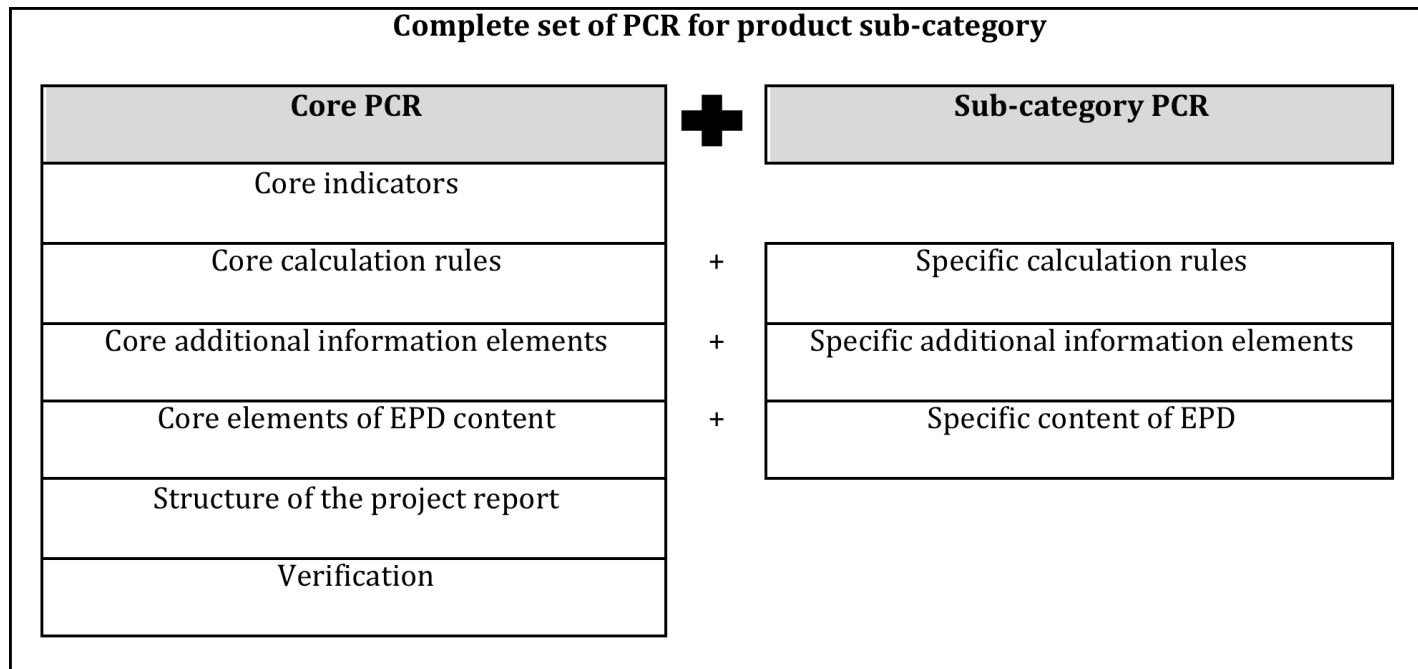 Complete set of PCR for product sub-category
Core PCR
Sub-category PCR
Core indicators
Core calculation rules + Specific calculation rules
Core additional information elements + Specific additional information elements
Core elements of EPD content + Specific content of EPD
Structure of the project report
Verification